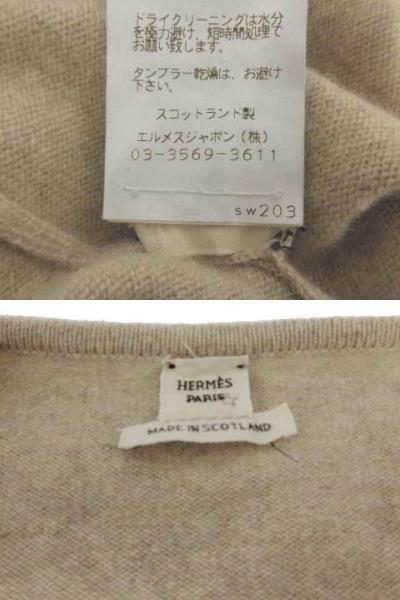 ドライクリーニングは水分
を極力避け、短時間処理で
お願い致します。
タンブラー乾燥は、お避け
下さい。
スコットランド製
エルメスジャポン(株)
03-3569-3611
SW203
HERMÈS
PARIS
MADE IN SCOTLAND